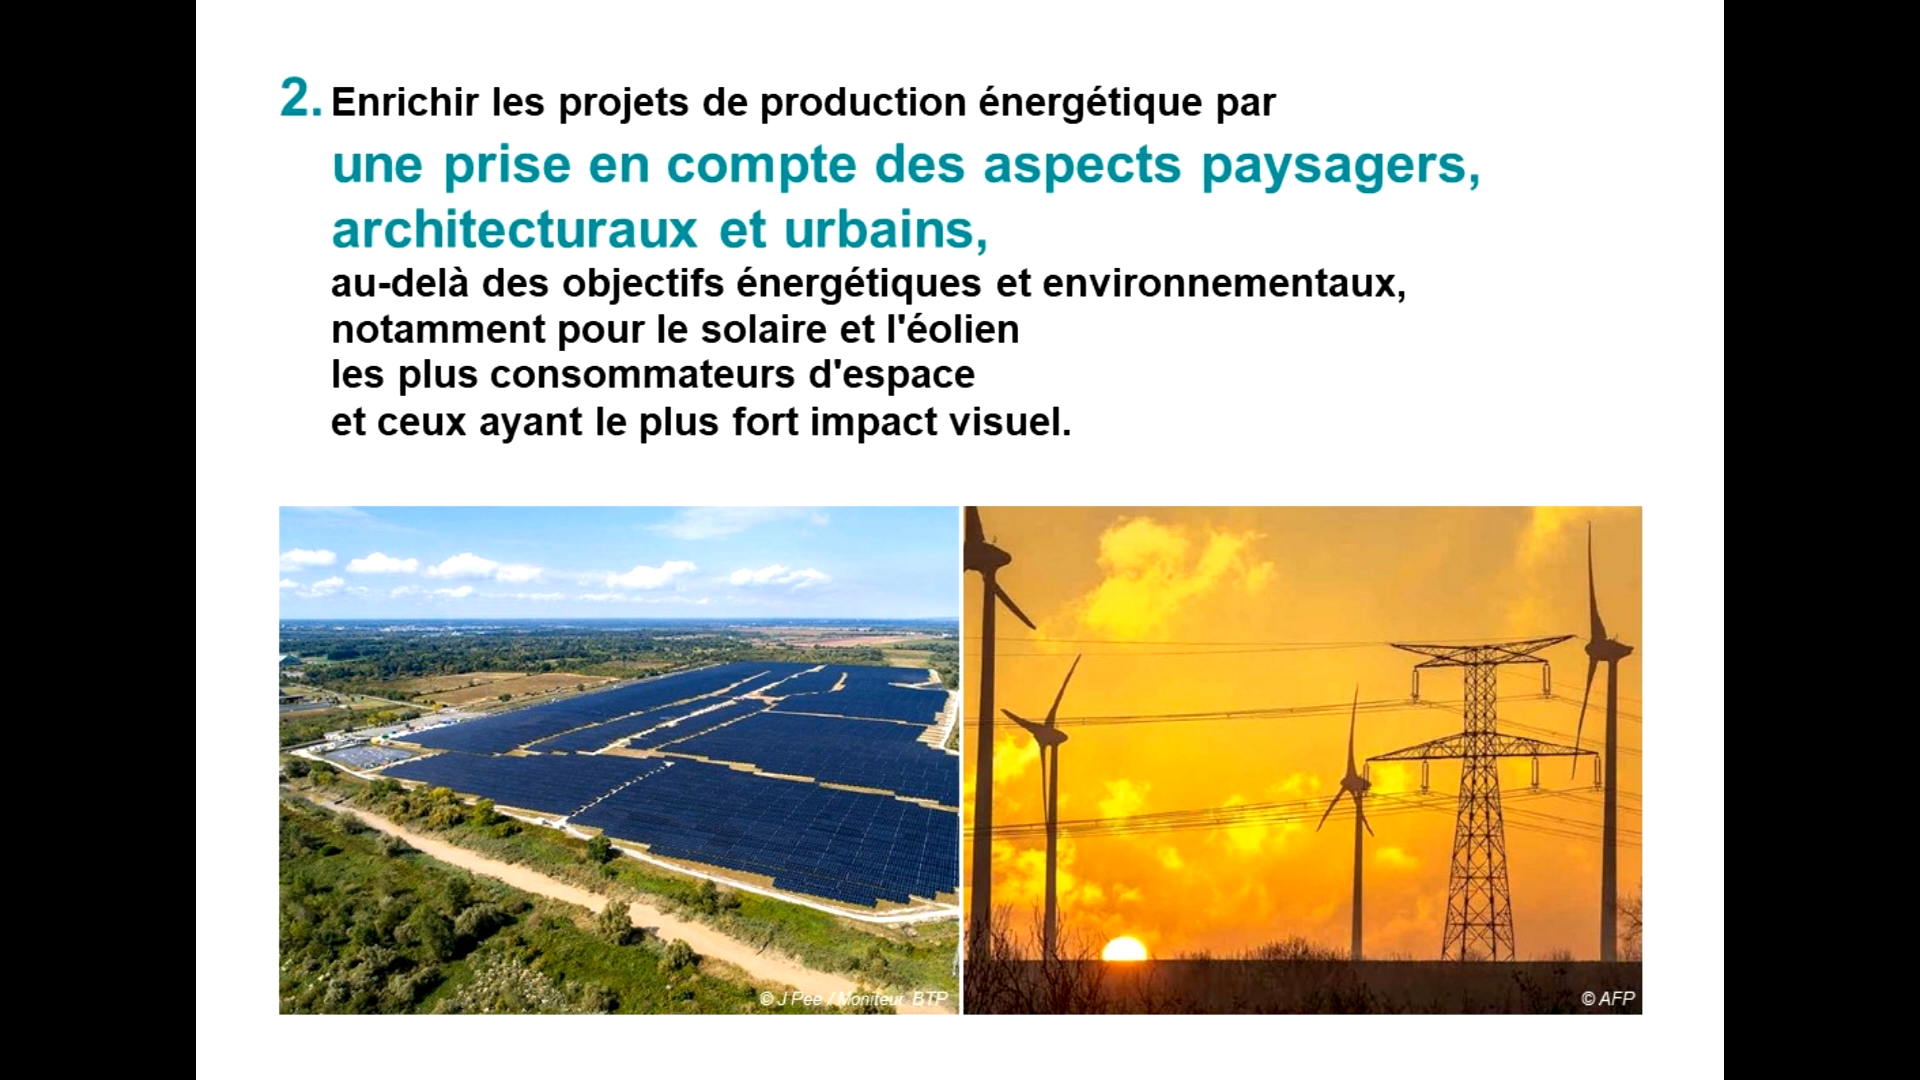 2. Enrichir les projets de production énergétique par
une prise en compte des aspects paysagers,
architecturaux et urbains,
au-delà des objectifs énergétiques et environnementaux,
notamment pour le solaire et l'éolien
les plus consommateurs d'espace
et ceux ayant le plus fort impact visuel.
© J Pee / Moniteur BTP
© AFP